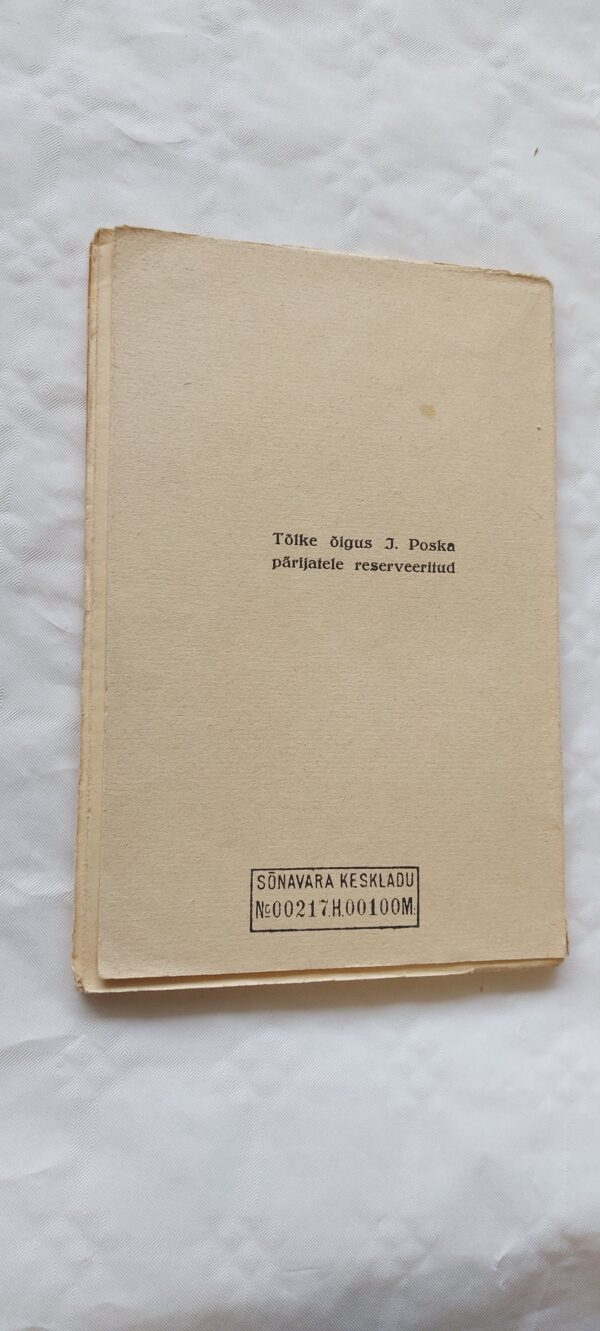 Tõlke õigus J. Poska
pärijatele reserveeritud
SÕNAVARA KESKLADU
№00217.H.00100M.